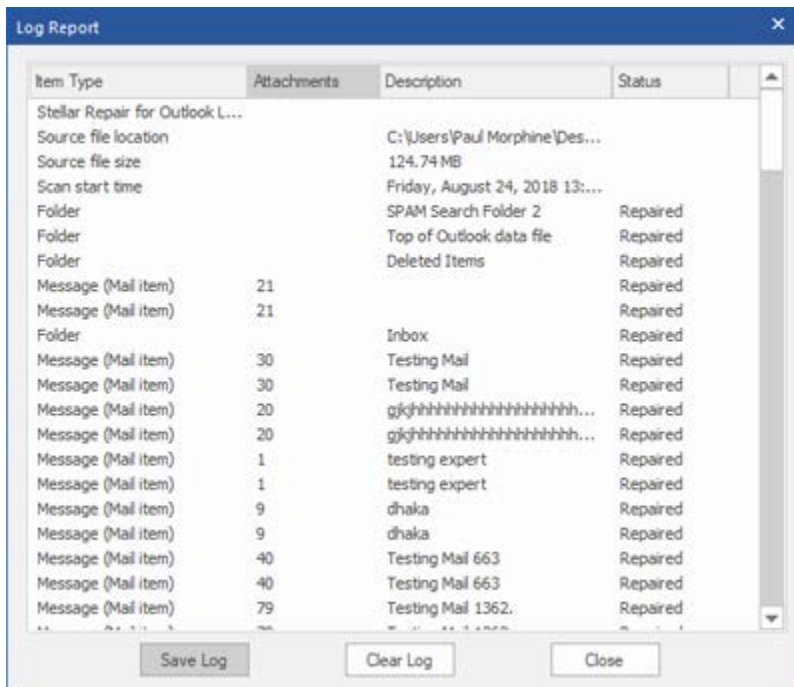 Log Report
Item Type Attachments Description Status
Stellar Repair for Outlook L...
Source file location C:\Users\Paul Morphine\Des...
Source file size 124.74 MB
Scan start time Friday, August 24, 2018 13:...
Folder SPAM Search Folder 2 Repaired
Folder Top of Outlook data file Repaired
Folder Deleted Items Repaired
Message (Mail item) 21 Repaired
Message (Mail item) 21 Repaired
Folder Inbox Repaired
Message (Mail item) 30 Testing Mail Repaired
Message (Mail item) 30 Testing Mail Repaired
Message (Mail item) 20 Repaired
Message (Mail item) 20 Repaired
Message (Mail item) 1 testing expert Repaired
Message (Mail item) 1 testing expert Repaired
Message (Mail item) 9 dhaka Repaired
Message (Mail item) 9 dhaka Repaired
Message (Mail item) 40 Testing Mail 663 Repaired
Message (Mail item) 40 Testing Mail 663 Repaired
Message (Mail item) 79 Testing Mail 1362. Repaired
Save Log Clear Log Close